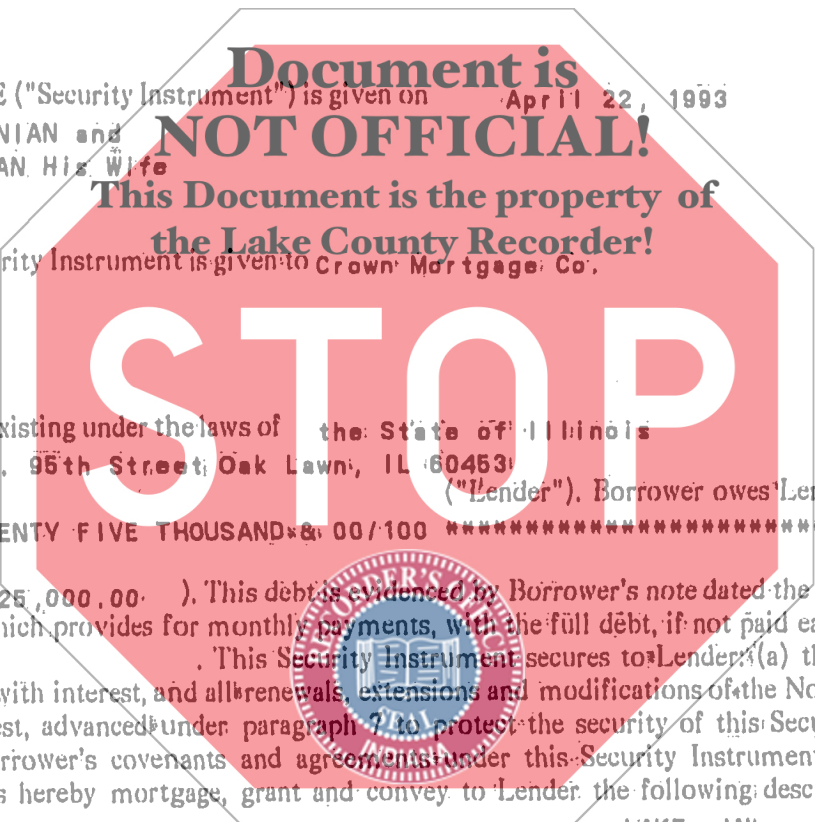 Document is
E ("Security Instrument") is given on April 22, 1993
NIAN and
NOT OFFICIAL!
AN His Wife
This Document is the property of
the Lake County Recorder!
rity Instrument is given to Crown Mortgage Co.
STOP
xisting under the laws of the State of Illinois
. 95th Street, Oak Lawn, IL 60453
("Lender"). Borrower owes Len
ENTY FIVE THOUSAND & 00/100 **************************
25,000.00 ). This debt is evidenced by Borrower's note dated the
hich provides for monthly payments, with the full debt, if not paid ea
. This Security Instrument secures to Lender: (a) th
with interest, and all renewals, extensions and modifications of the No
est, advanced under paragraph 7 to protect the security of this Secu
rrower's covenants and agreements under this Security Instrument
s hereby mortgage, grant and convey to Lender the following desc
SEAL
INDIANA